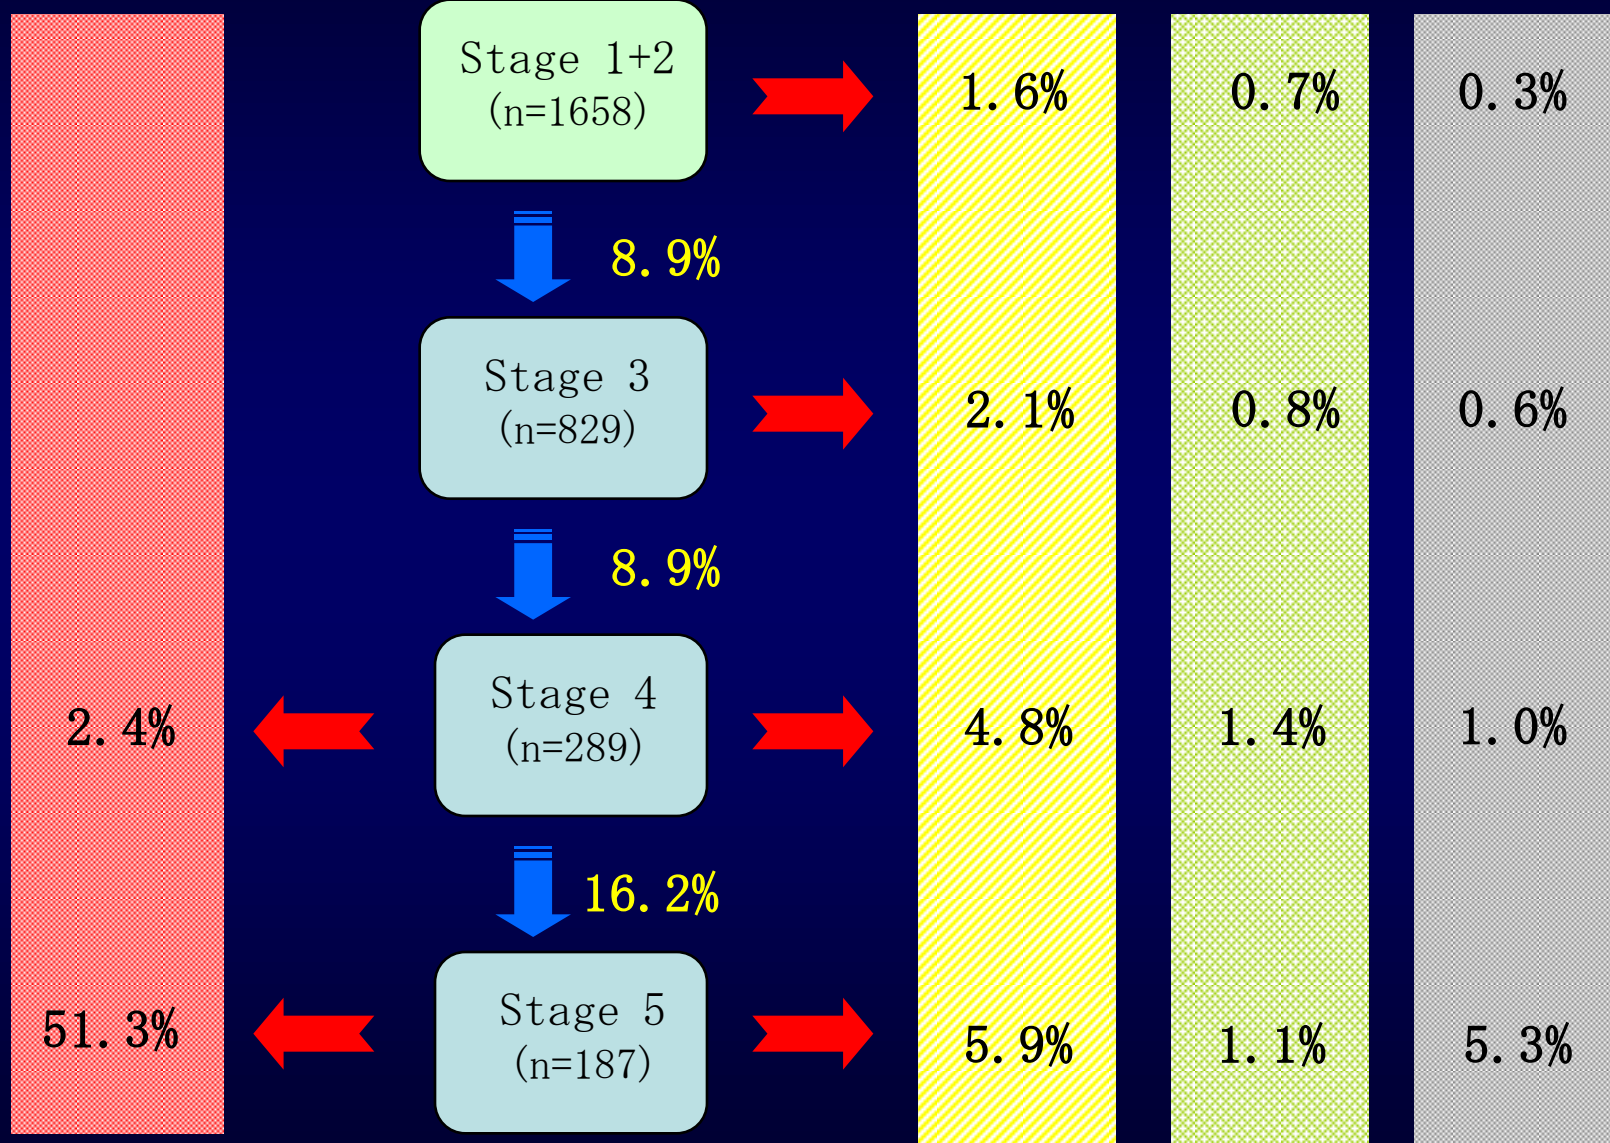 Stage 1+2
(n=1658)
1.6%
0.7%
0.3%
8.9%
Stage 3
(n=829)
2.1%
0.8%
0.6%
8.9%
2.4%
Stage 4
(n=289)
4.8%
1.4%
1.0%
16.2%
51.3%
Stage 5
(n=187)
5.9%
1.1%
5.3%